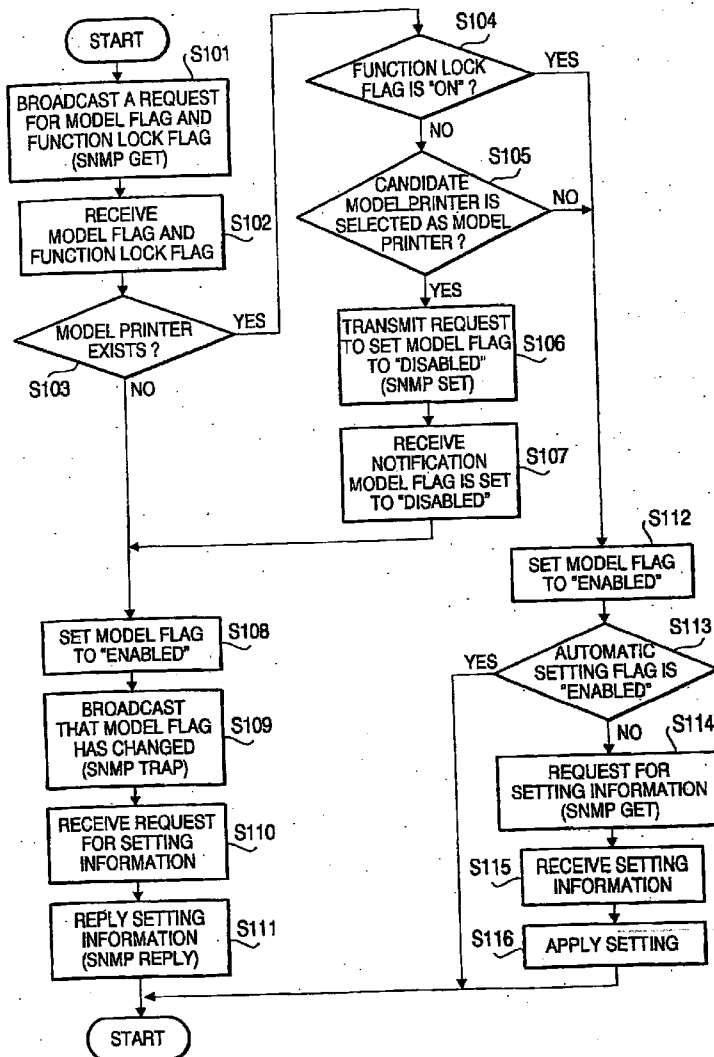 START
S101
BROADCAST A REQUEST
FOR MODEL FLAG AND
FUNCTION LOCK FLAG
(SNMP GET)
RECEIVE
MODEL FLAG AND
FUNCTION LOCK FLAG
S102
MODEL PRINTER
EXISTS ?
YES
S103
NO
S104
FUNCTION LOCK
FLAG IS "ON" ?
YES
NO
S105
CANDIDATE
MODEL PRINTER IS
SELECTED AS MODEL
PRINTER ?
NO
YES
TRANSMIT REQUEST
TO SET MODEL FLAG
TO "DISABLED"
(SNMP SET)
S106
RECEIVE
NOTIFICATION
MODEL FLAG IS SET
TO "DISABLED"
S107
SET MODEL FLAG
TO "ENABLED"
S108
BROADCAST
THAT MODEL FLAG
HAS CHANGED
(SNMP TRAP)
S109
RECEIVE REQUEST
FOR SETTING
INFORMATION
S110
REPLY SETTING
INFORMATION
(SNMP REPLY)
S111
S112
SET MODEL FLAG
TO "ENABLED"
S113
YES
AUTOMATIC
SETTING FLAG IS
"ENABLED"
NO
S114
REQUEST FOR
SETTING INFORMATION
(SNMP GET)
S115
RECEIVE SETTING
INFORMATION
S116
APPLY SETTING
START